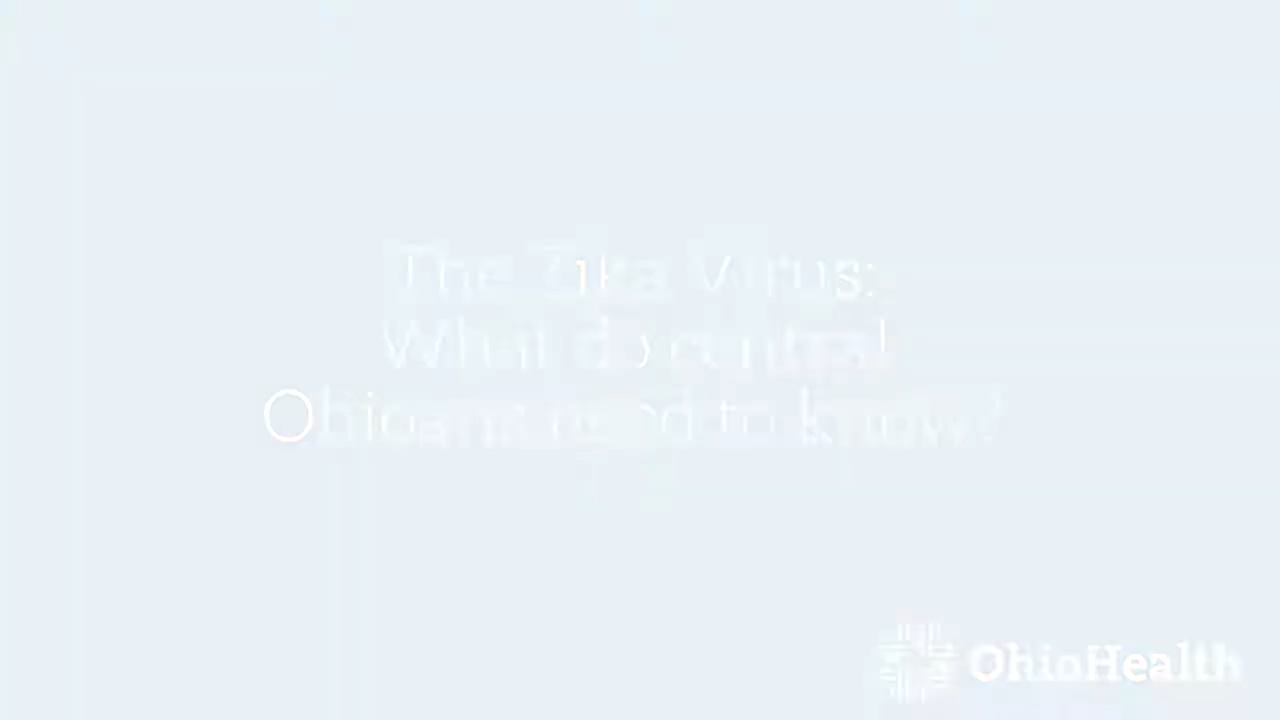 The Zika Virus:
What do central
Ohioans need to know?
OhioHealth